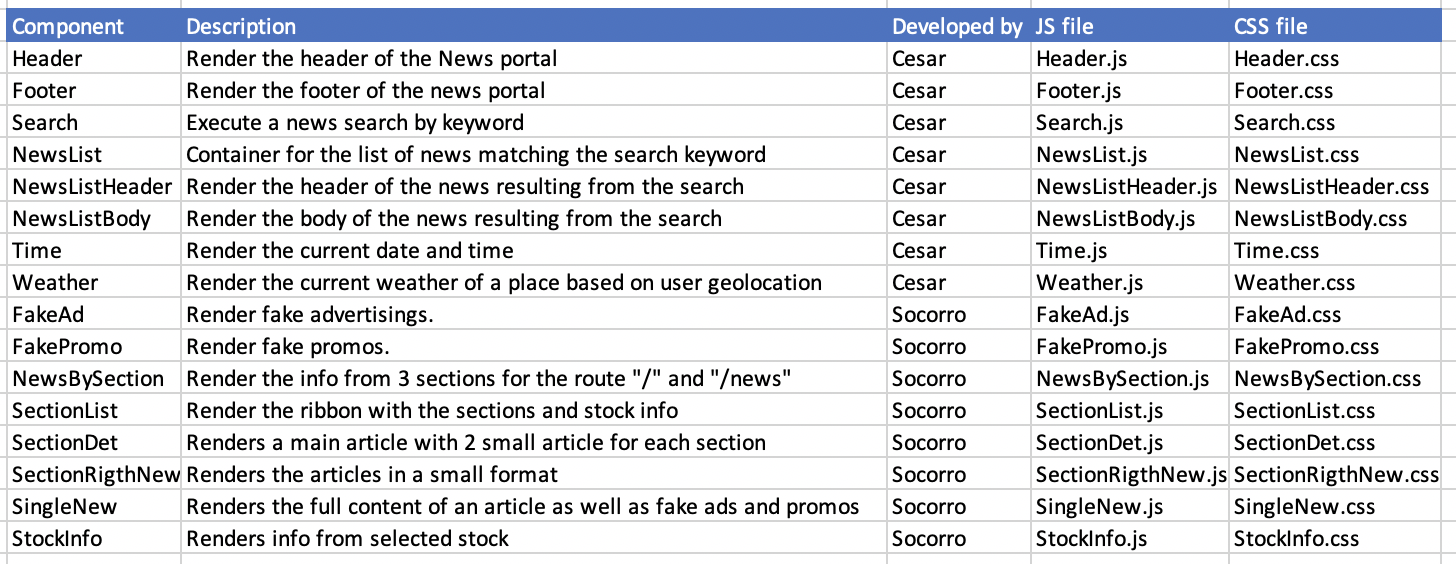 Component Description Developed by JS file CSS file
Header Render the header of the News portal Cesar Header.js Header.css
Footer Render the footer of the news portal Cesar Footer.js Footer.css
Search Execute a news search by keyword Cesar Search.js Search.css
NewsList Container for the list of news matching the search keyword Cesar NewsList.js NewsList.css
NewsListHeader Render the header of the news resulting from the search Cesar NewsListHeader.js NewsListHeader.css
NewsListBody Render the body of the news resulting from the search Cesar NewsListBody.js NewsListBody.css
Time Render the current date and time Cesar Time.js Time.css
Weather Render the current weather of a place based on user geolocation Cesar Weather.js Weather.css
FakeAd Render fake advertisings. Socorro FakeAd.js FakeAd.css
FakePromo Render fake promos. Socorro FakePromo.js FakePromo.css
NewsBySection Render the info from 3 sections for the route "/" and "/news" Socorro NewsBySection.js NewsBySection.css
SectionList Render the ribbon with the sections and stock info Socorro SectionList.js SectionList.css
SectionDet Renders a main article with 2 small article for each section Socorro SectionDet.js SectionDet.css
SectionRigthNew Renders the articles in a small format Socorro SectionRigthNew.js SectionRigthNew.css
SingleNew Renders the full content of an article as well as fake ads and promos Socorro SingleNew.js SingleNew.css
StockInfo Renders info from selected stock Socorro StockInfo.js StockInfo.css